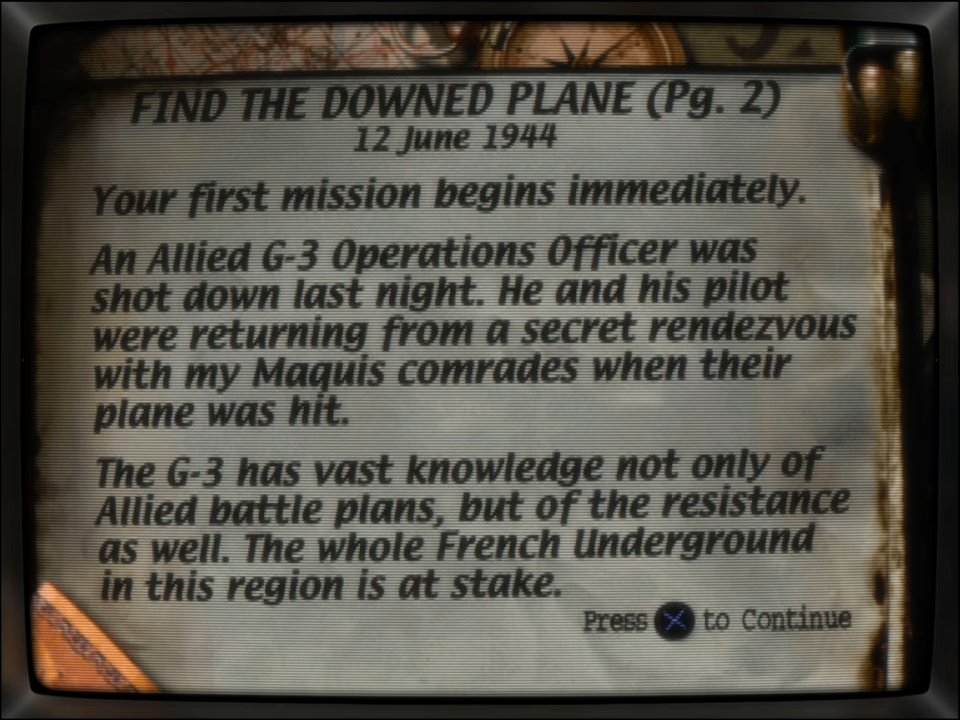 FIND THE DOWNED PLANE (Pg. 2)
12 June 1944
Your first mission begins immediately.
An Allied G-3 Operations Officer was
shot down last night. He and his pilot
were returning from a secret rendezvous
with my Maquis comrades when their
plane was hit.
The G-3 has vast knowledge not only of
Allied battle plans, but of the resistance
as well. The whole French Underground
in this region is at stake.
Press X to Continue